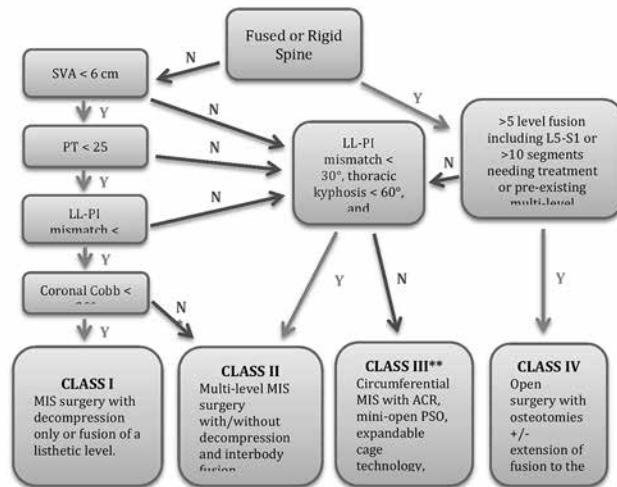 Fused or Rigid
Spine
N
SVA < 6 cm
Y
N
Y
PT < 25
N
Y
LL-PI
mismatch <
N
Y
Coronal Cobb <
N
Y
LL-PI
mismatch <
30°, thoracic
kyphosis < 60°,
and
N
>5 level fusion
including L5-S1 or
>10 segments
needing treatment
or pre-existing
multi-level
Y
N
Y
CLASS I
MIS surgery with
decompression
only or fusion of a
listhetic level.
CLASS II
Multi-level MIS
surgery
with/without
decompression
and interbody
fusion
CLASS III**
Circumferential
MIS with ACR,
mini-open PSO,
expandable
cage
technology,
CLASS IV
Open
surgery with
osteotomies
+/-
extension of
fusion to the